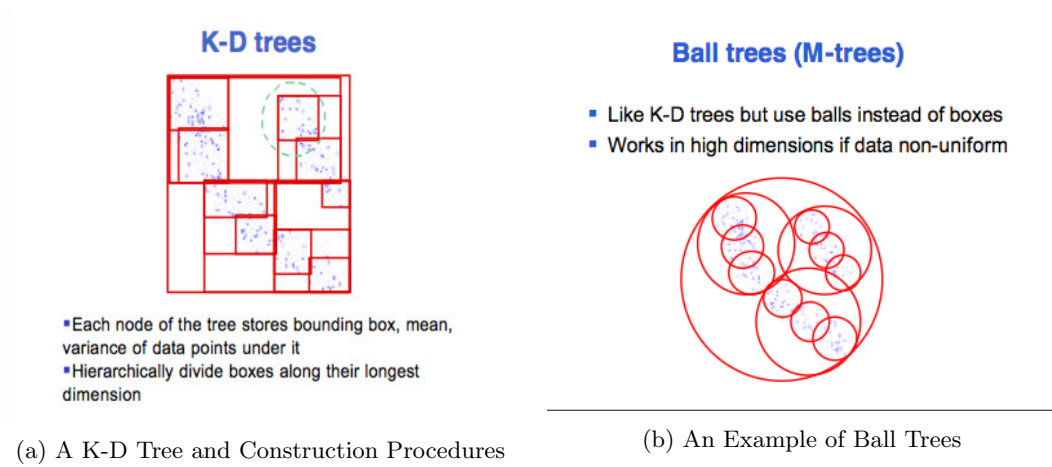 K-D trees
▪Each node of the tree stores bounding box, mean,
variance of data points under it
▪Hierarchically divide boxes along their longest
dimension
(a) A K-D Tree and Construction Procedures
Ball trees (M-trees)
▪ Like K-D trees but use balls instead of boxes
▪ Works in high dimensions if data non-uniform
(b) An Example of Ball Trees